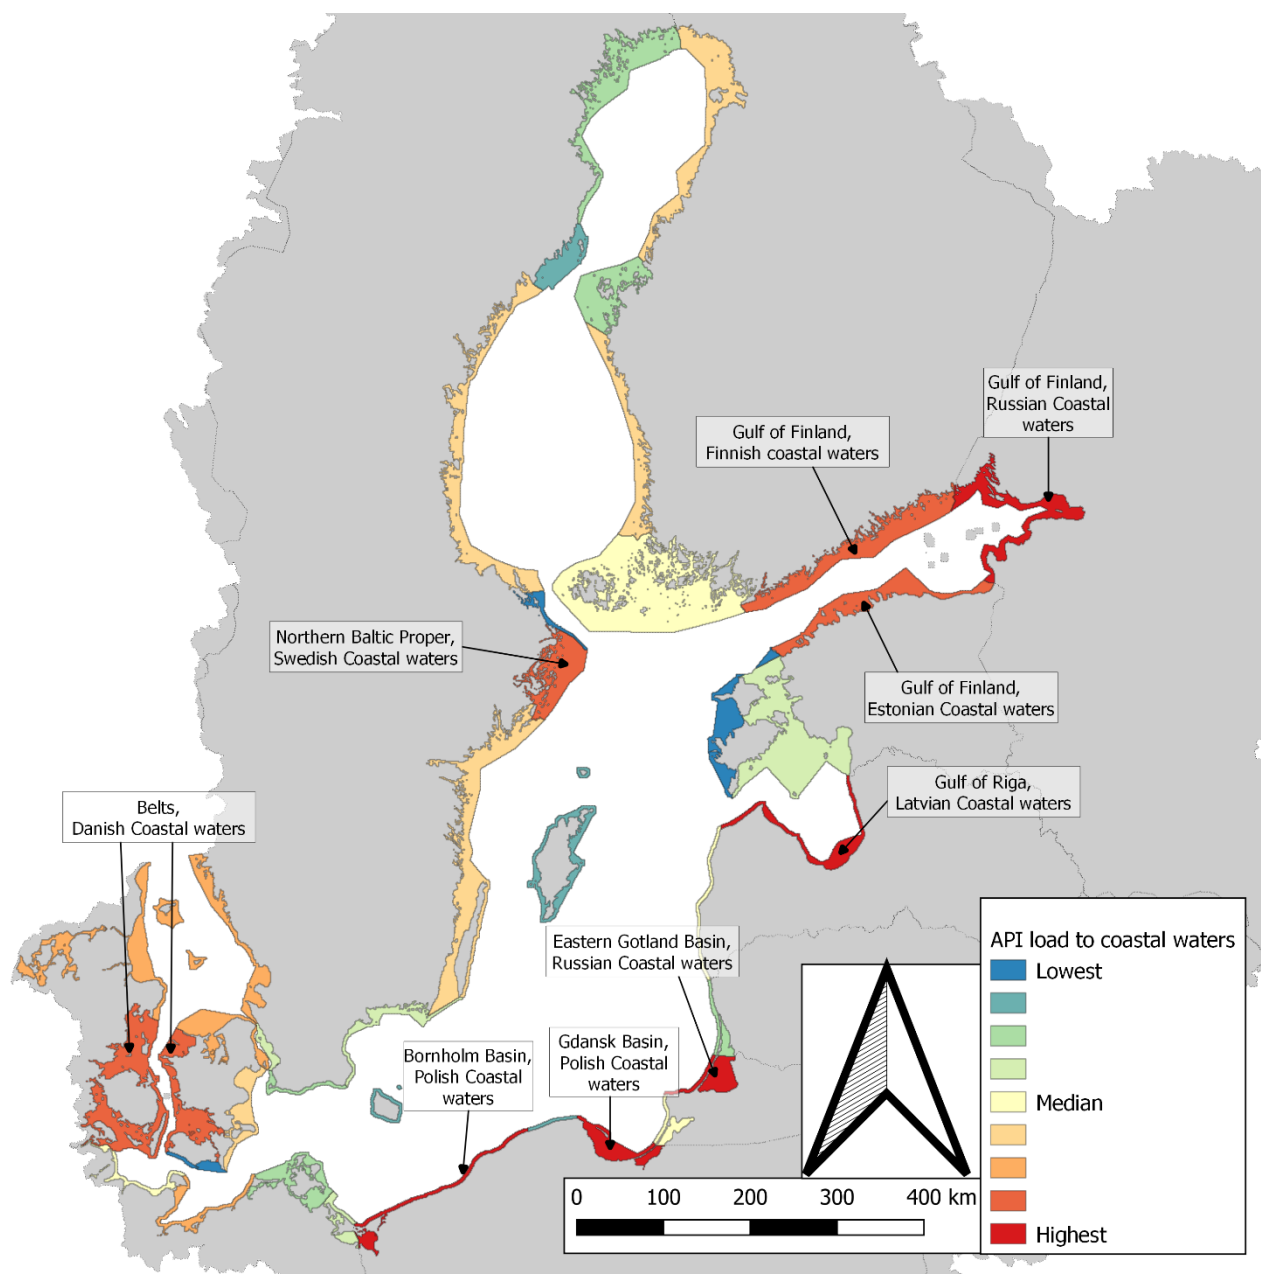 Gulf of Finland,
Russian Coastal
waters
Gulf of Finland,
Finnish coastal waters
Northern Baltic Proper,
Swedish Coastal waters
Gulf of Finland,
Estonian Coastal waters
Gulf of Riga,
Latvian Coastal waters
Belts,
Danish Coastal waters
Eastern Gotland Basin,
Russian Coastal waters
Gdansk Basin,
Polish Coastal
waters
Bornholm Basin,
Polish Coastal
waters
API load to coastal waters
Lowest
Median
Highest
0 100 200 300 400 km